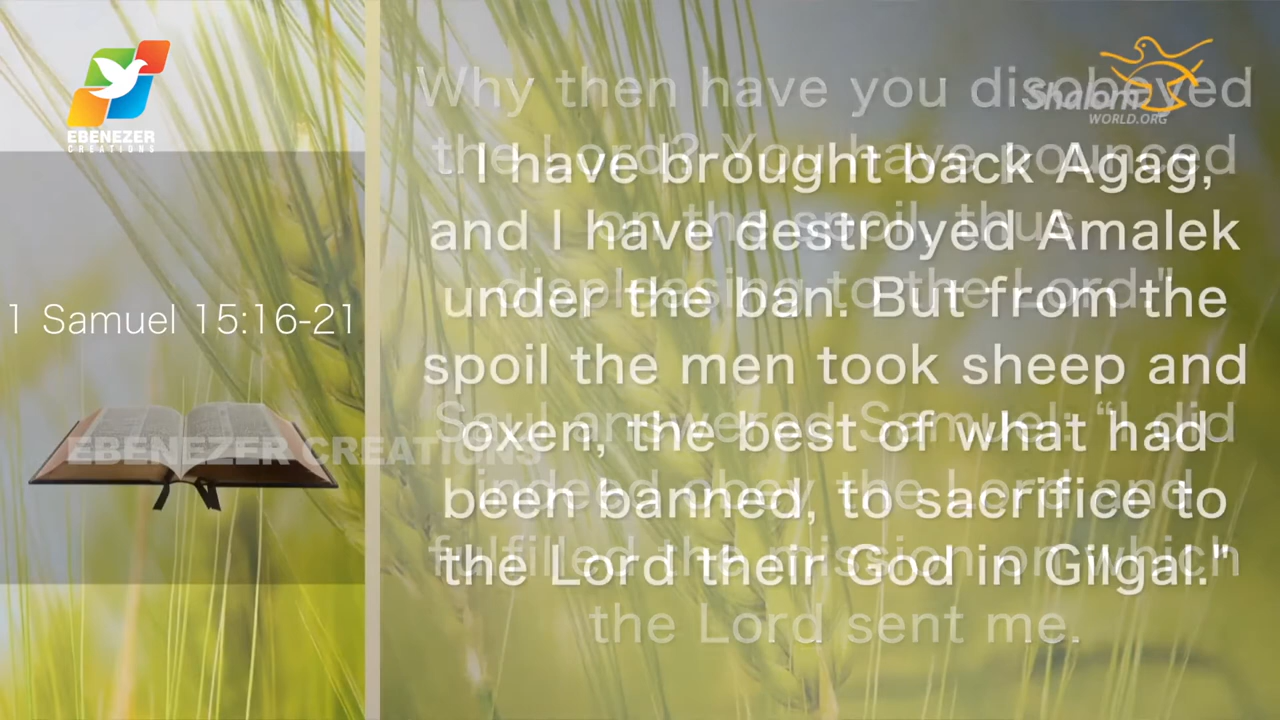 EBENEZER
CREATIONS
Shalom
WORLD.ORG
1 Samuel 15:16-21
EBENEZER CREATIONS
Why then have you disobeyed
the Lord? You have pounced
on the spoil, thus
displeasing to the Lord."
Saul answered Samuel: “I did
indeed obey the Lord and
fulfilled the mission on which
the Lord sent me.
I have brought back Agag,
and I have destroyed Amalek
under the ban. But from the
spoil the men took sheep and
oxen, the best of what had
been banned, to sacrifice to
the Lord their God in Gilgal."